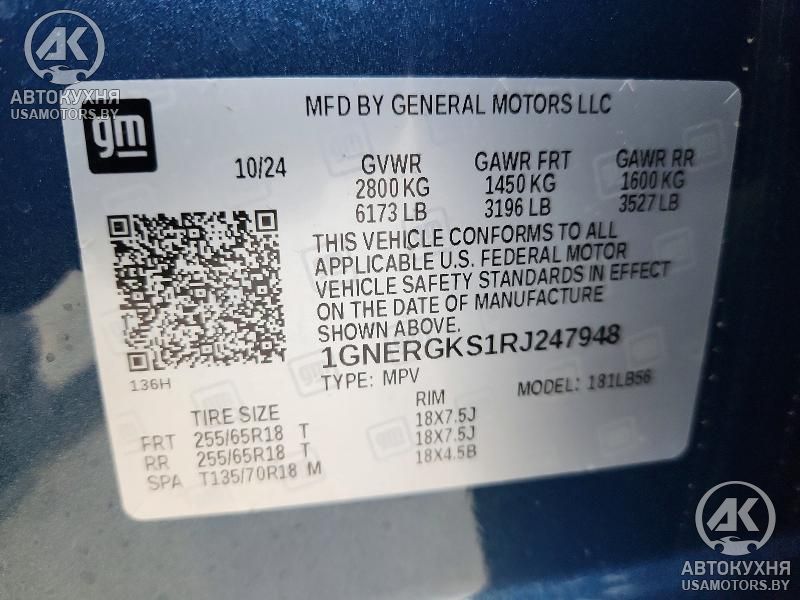 AK
АВТОКУХНЯ
USAMOTORS.BY
gm
MFD BY GENERAL MOTORS LLC
10/24
GVWR GAWR FRT GAWR RR
2800 KG 1450 KG 1600 KG
6173 LB 3196 LB 3527 LB
THIS VEHICLE CONFORMS TO ALL
APPLICABLE U.S. FEDERAL MOTOR
VEHICLE SAFETY STANDARDS IN EFFECT
ON THE DATE OF MANUFACTURE
SHOWN ABOVE.
1GNERGKS1RJ247948
136H
TYPE: MPV MODEL: 181LB56
TIRE SIZE RIM
FRT 255/65R18 T 18X7.5J
RR 255/65R18 T 18X7.5J
SPA T135/70R18 M 18X4.5B
AK
АВТОКУХНЯ
USAMOTORS.BY